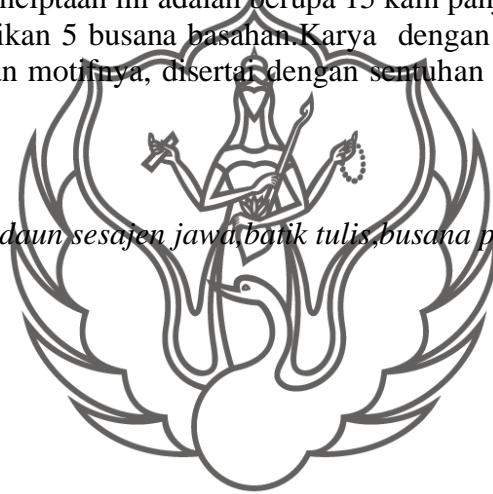 nciptaan ini adalah berupa 15 kain panj
ikan 5 busana basahan.Karya dengan
n motifnya, disertai dengan sentuhan
daun sesajen jawa,batik tulis,busana p